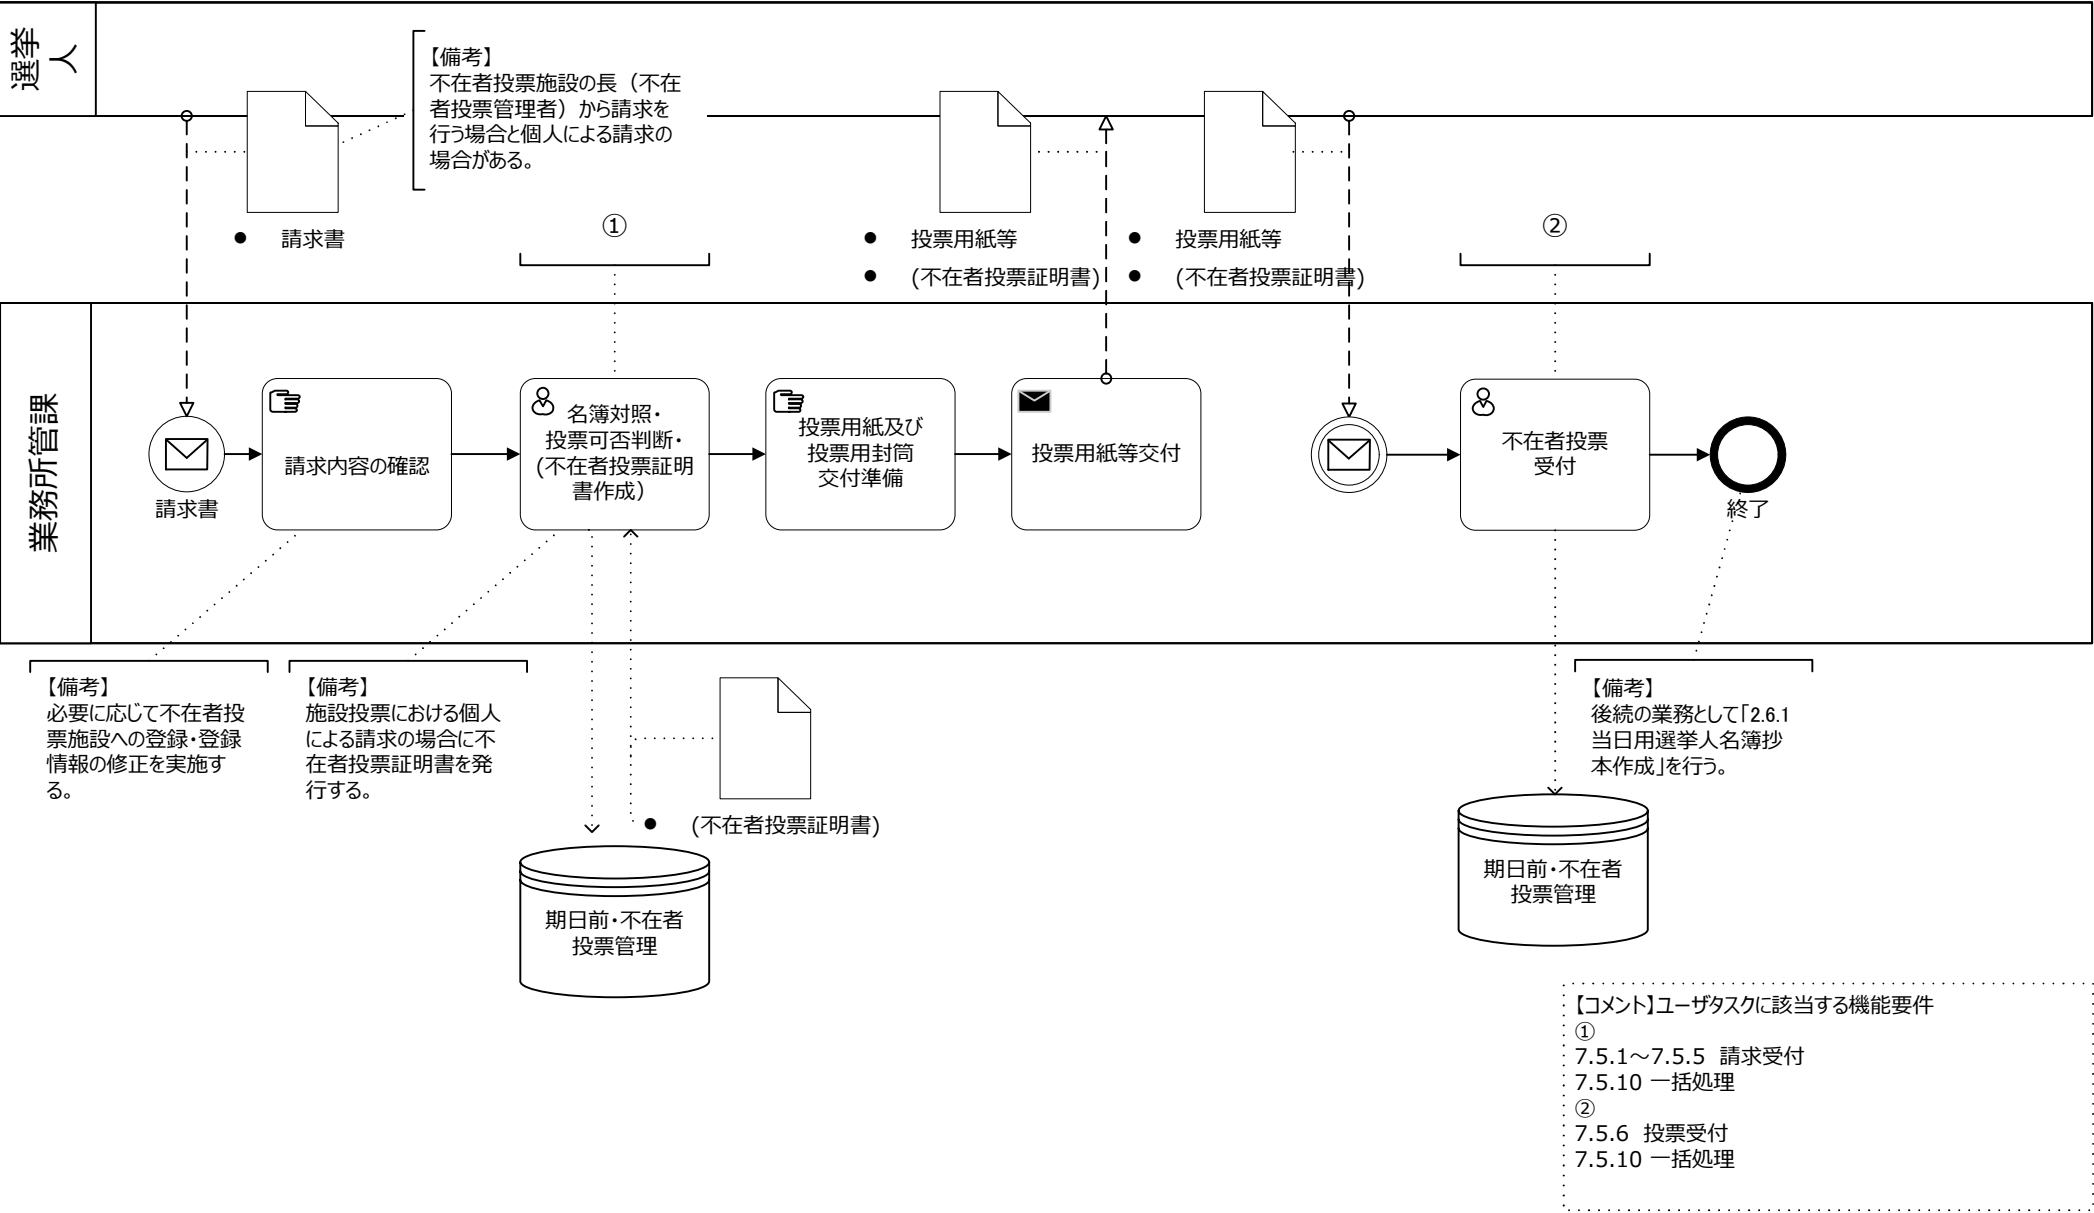 選挙
人
【備考】
不在者投票施設の長（不在
者投票管理者）から請求を
行う場合と個人による請求の
場合がある。
● 請求書
①
● 投票用紙等
● (不在者投票証明書)
● 投票用紙等
● (不在者投票証明書)
②
業務所管課
請求書
請求内容の確認
名簿対照・
投票可否判断・
(不在者投票証明
書作成)
投票用紙及び
投票用封筒
交付準備
投票用紙等交付
不在者投票
受付
終了
【備考】
必要に応じて不在者投
票施設への登録・登録
情報の修正を実施す
る。
【備考】
施設投票における個人
による請求の場合に不
在者投票証明書を発
行する。
● (不在者投票証明書)
【備考】
後続の業務として「2.6.1
当日用選挙人名簿抄
本作成」を行う。
期日前・不在者
投票管理
期日前・不在者
投票管理
【コメント】ユーザタスクに該当する機能要件
①
7.5.1～7.5.5 請求受付
7.5.10 一括処理
②
7.5.6 投票受付
7.5.10 一括処理